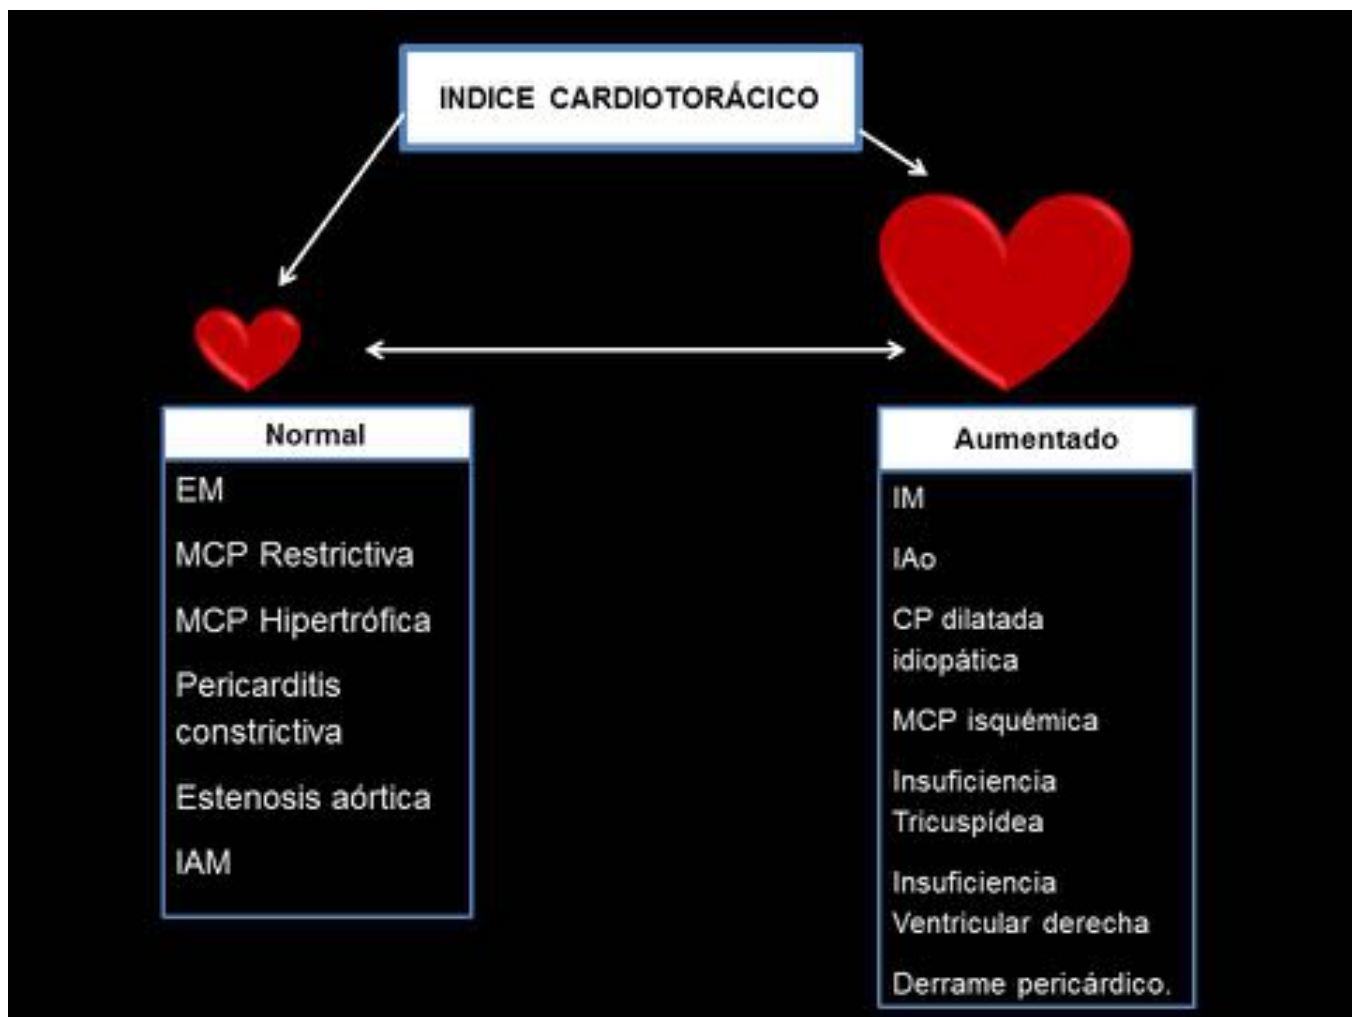 INDICE CARDIOTORÁCICO
Normal
EM
MCP Restrictiva
MCP Hipertrófica
Pericarditis
constrictiva
Estenosis aórtica
IAM
Aumentado
IM
IAo
CP dilatada
idiopática
MCP isquémica
Insuficiencia
Tricuspídea
Insuficiencia
Ventricular derecha
Derrame pericárdico.